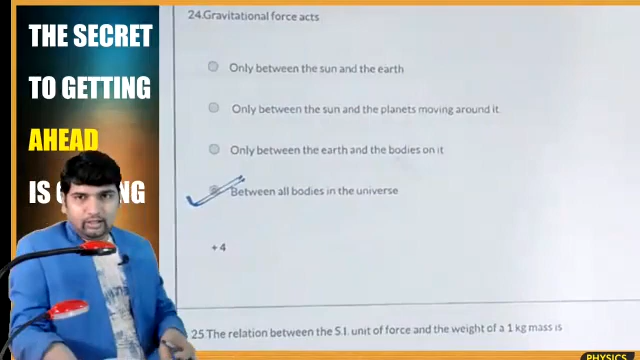 THE SECRET
TO GETTING
AHEAD
IS
24.Gravitational force acts
Only between the sun and the earth
Only between the sun and the planets moving around it
Only between the earth and the bodies on it
Between all bodies in the universe
+4
25.The relation between the S.I. unit of force and the weight of a 1 kg mass is
PHYSICS